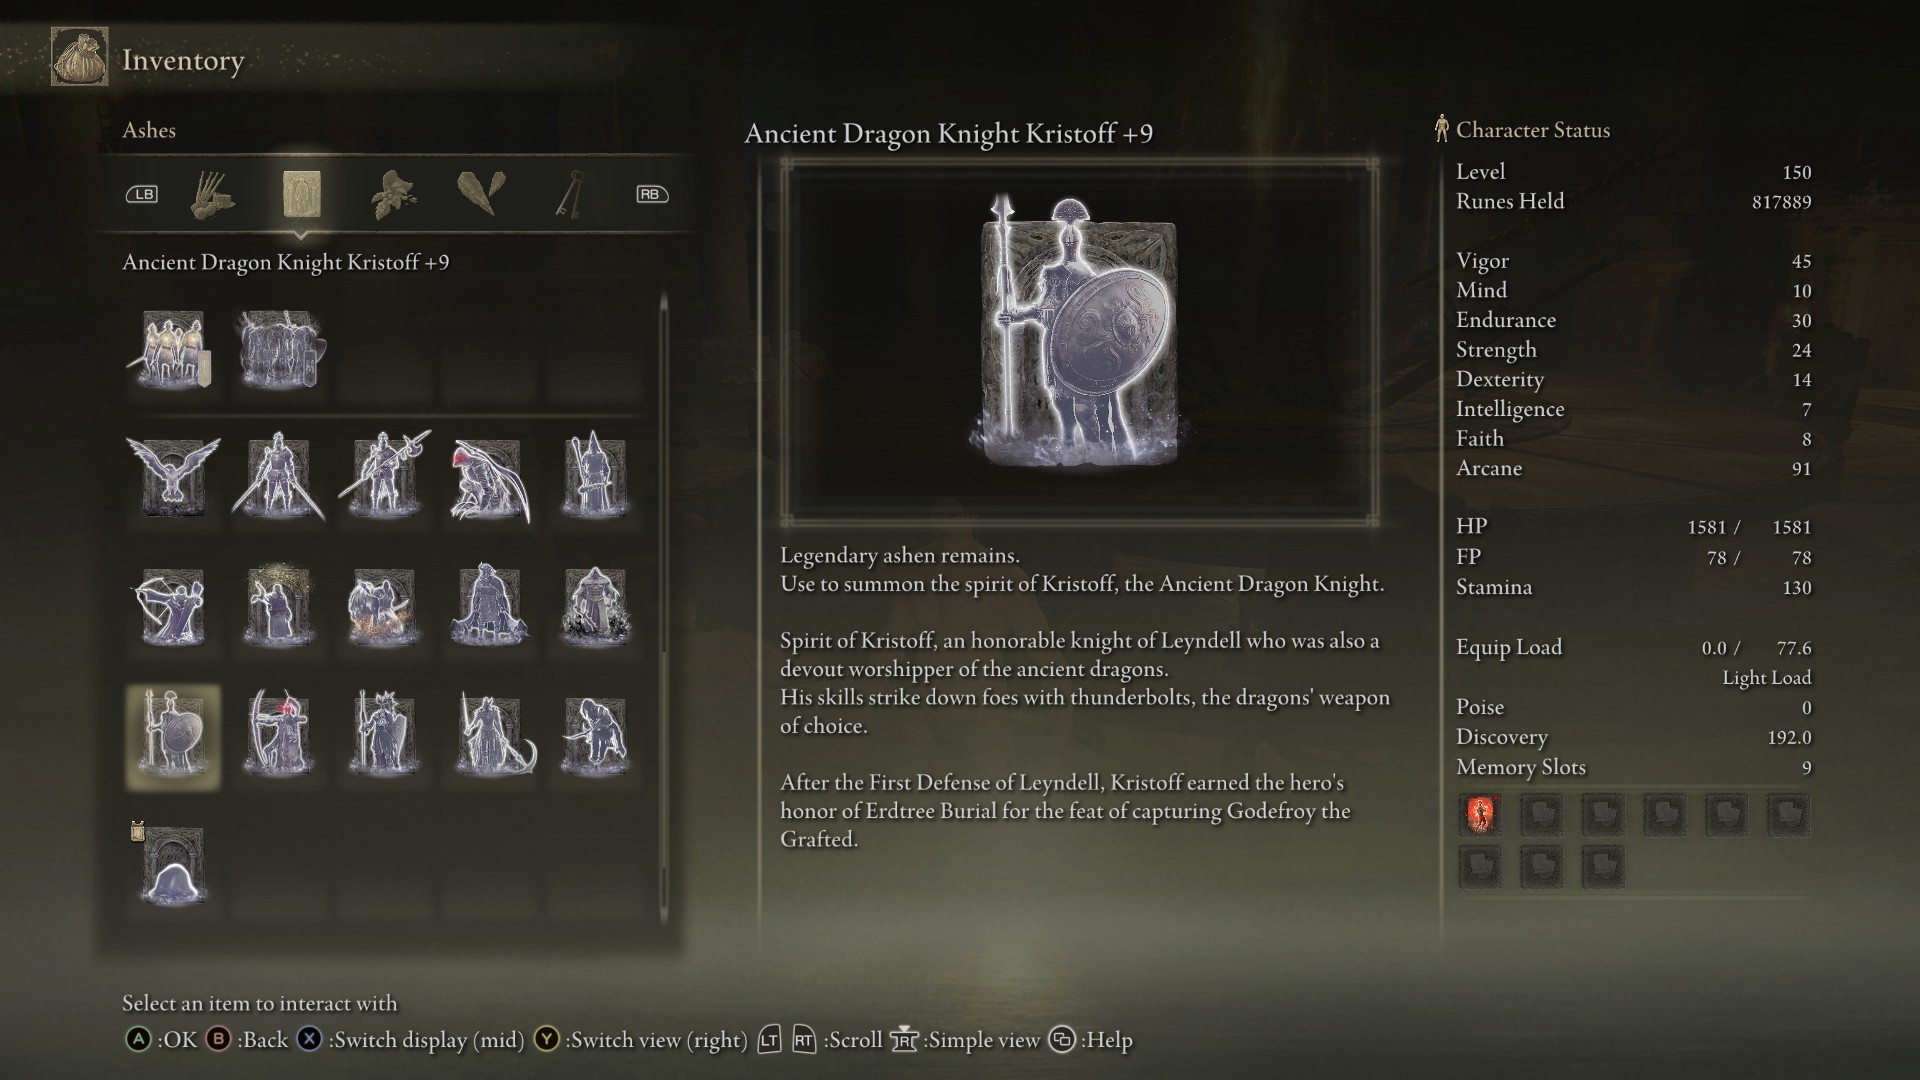 Inventory
Ashes
LB
RB
Ancient Dragon Knight Kristoff +9
Ancient Dragon Knight Kristoff +9
Legendary ashen remains.
Use to summon the spirit of Kristoff, the Ancient Dragon Knight.
Spirit of Kristoff, an honorable knight of Leyndell who was also a
devout worshipper of the ancient dragons.
His skills strike down foes with thunderbolts, the dragons' weapon
of choice.
After the First Defense of Leyndell, Kristoff earned the hero's
honor of Erdtree Burial for the feat of capturing Godefroy the
Grafted.
Character Status
Level 150
Runes Held 817889
Vigor 45
Mind 10
Endurance 30
Strength 24
Dexterity 14
Intelligence 7
Faith 8
Arcane 91
HP 1581 / 1581
FP 78 / 78
Stamina 130
Equip Load 0.0 / 77.6
Light Load
Poise 0
Discovery 192.0
Memory Slots 9
Select an item to interact with
A :OK B :Back X :Switch display (mid) Y :Switch view (right) LT RT :Scroll R :Simple view :Help